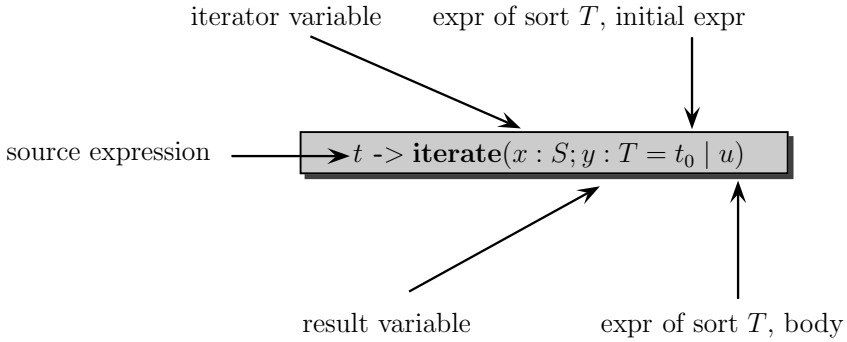 iterator variable
expr of sort T, initial expr
source expression
t -> iterate(x : S; y : T = t₀ | u)
result variable
expr of sort T, body